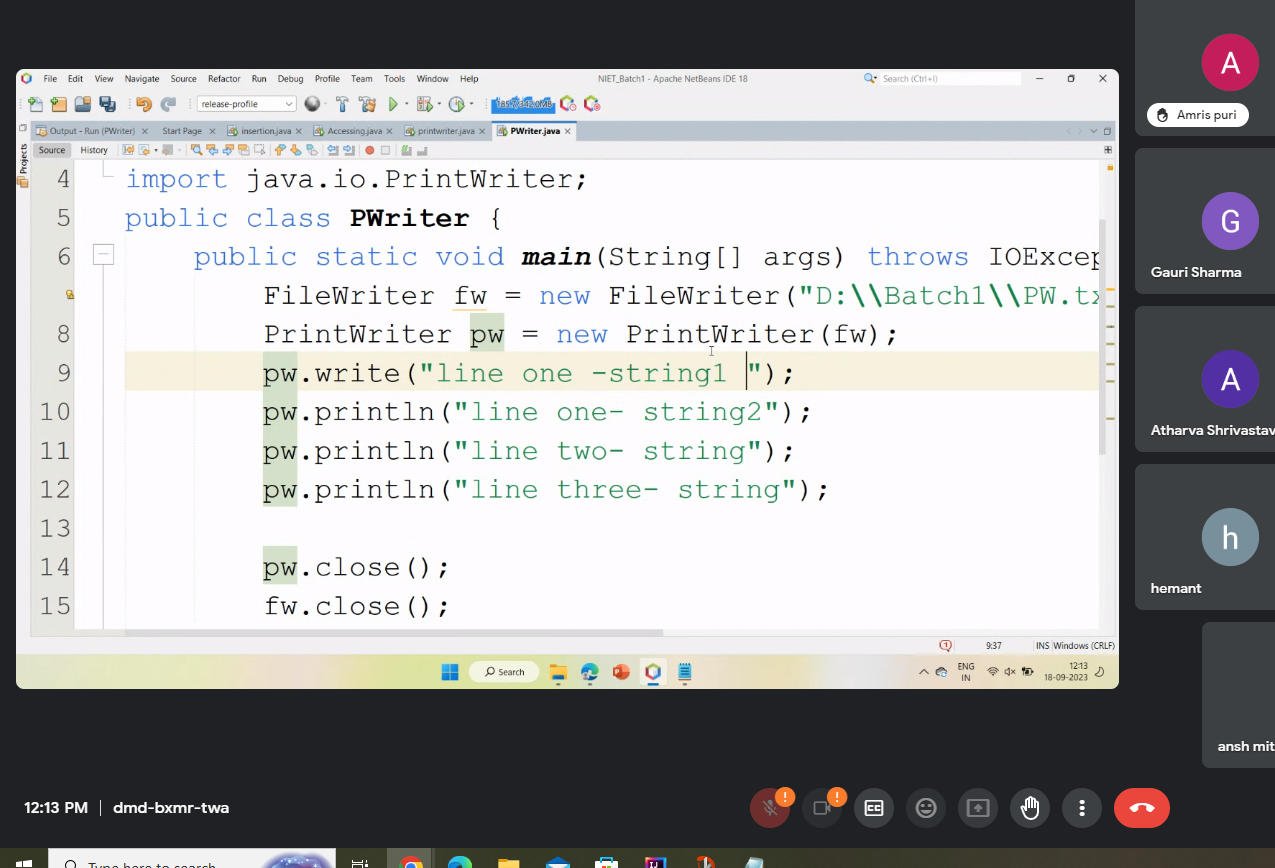 File Edit View Navigate Source Refactor Run Debug Profile Team Tools Window Help
NIET_Batch1 - Apache NetBeans IDE 18
Search (Ctrl+I)
release-profile
Output - Run (PWriter) Start Page insertion.java Accessing.java printwriter.java PWriter.java
Source History
Projects
4 import java.io.PrintWriter;
5 public class PWriter {
6 public static void main(String[] args) throws IOExcep
FileWriter fw = new FileWriter("D:\\Batch1\\PW.tx
8 PrintWriter pw = new PrintWriter(fw);
9 pw.write("line one -string1 ");
10 pw.println("line one- string2");
11 pw.println("line two- string");
12 pw.println("line three- string");
13
14 pw.close();
15 fw.close();
1
9:37 INS Windows (CRLF)
Search
ENG
IN
12:13
18-09-2023
A
Amris puri
G
Gauri Sharma
A
Atharva Shrivastav
h
hemant
ansh mit
12:13 PM | dmd-bxmr-twa
! !
CC
Type here to search